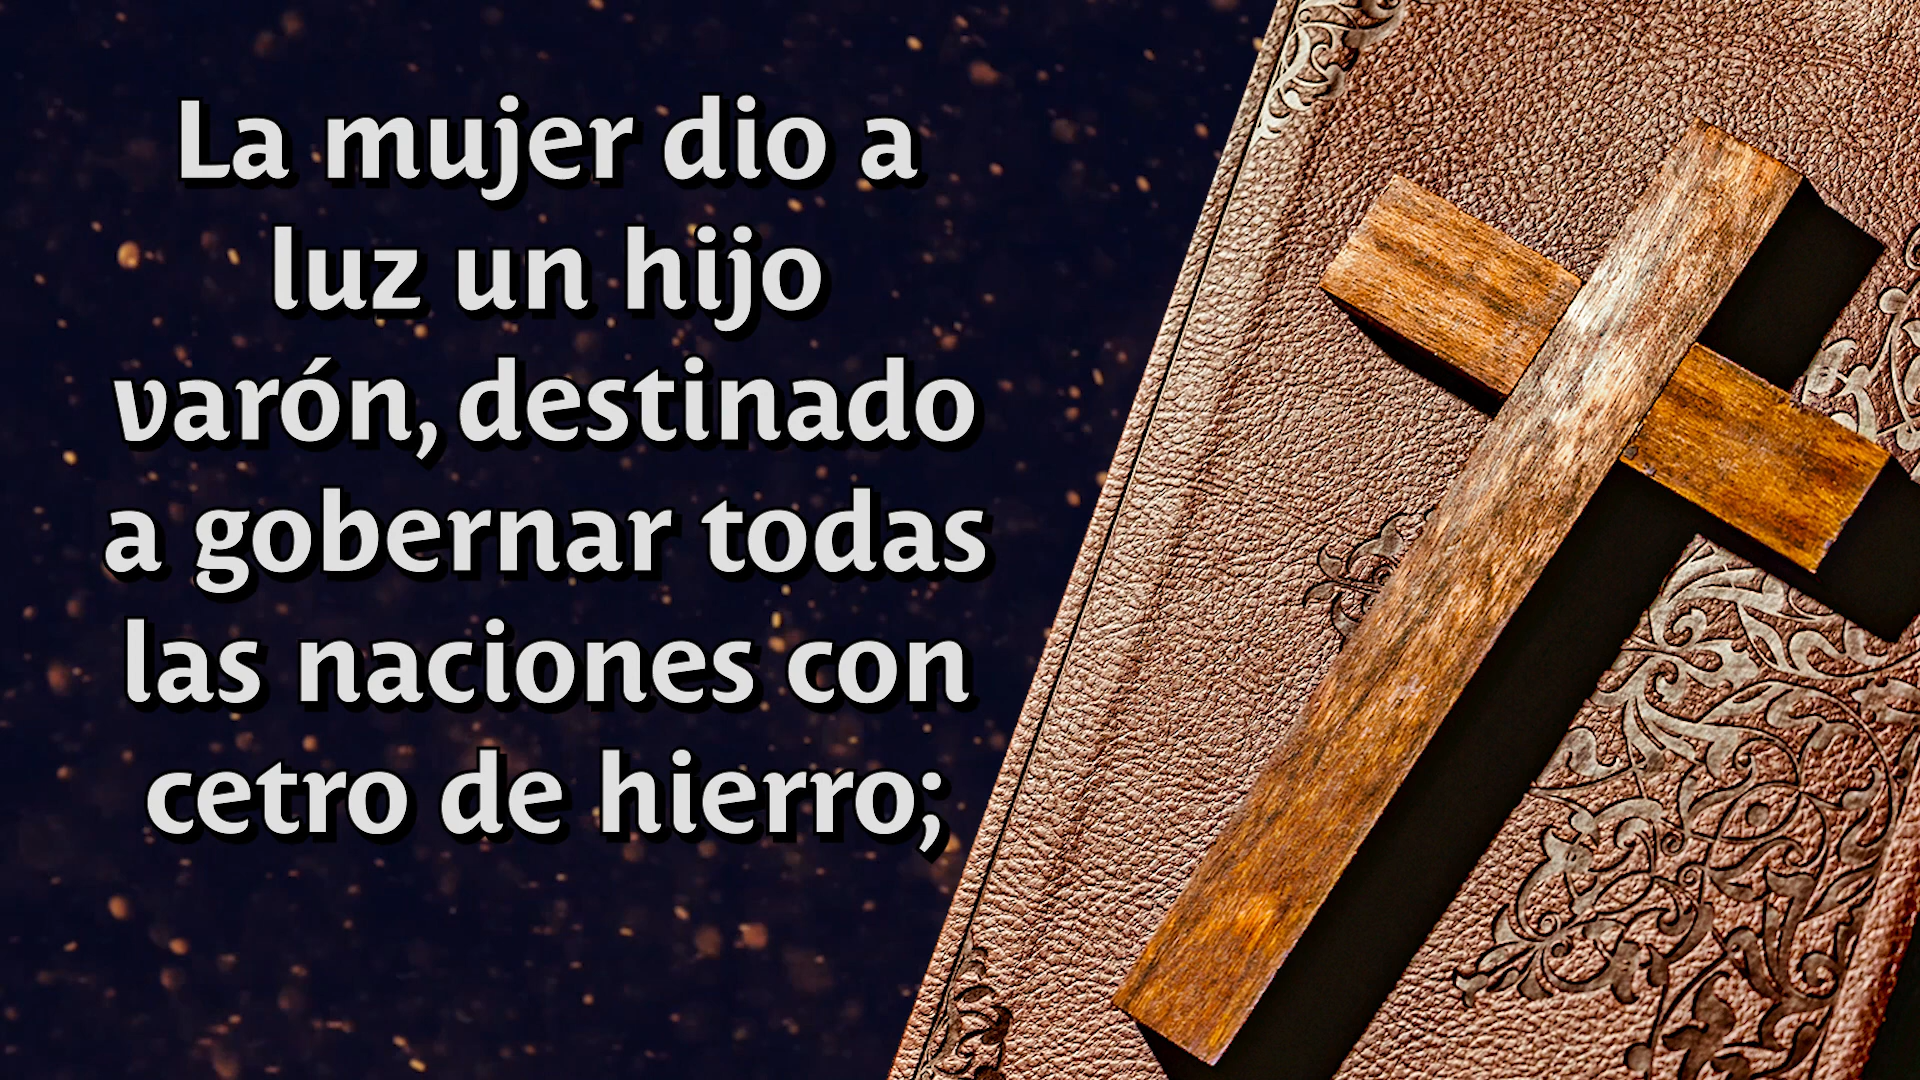 La mujer dio a
luz un hijo
varón, destinado
a gobernar todas
las naciones con
cetro de hierro;